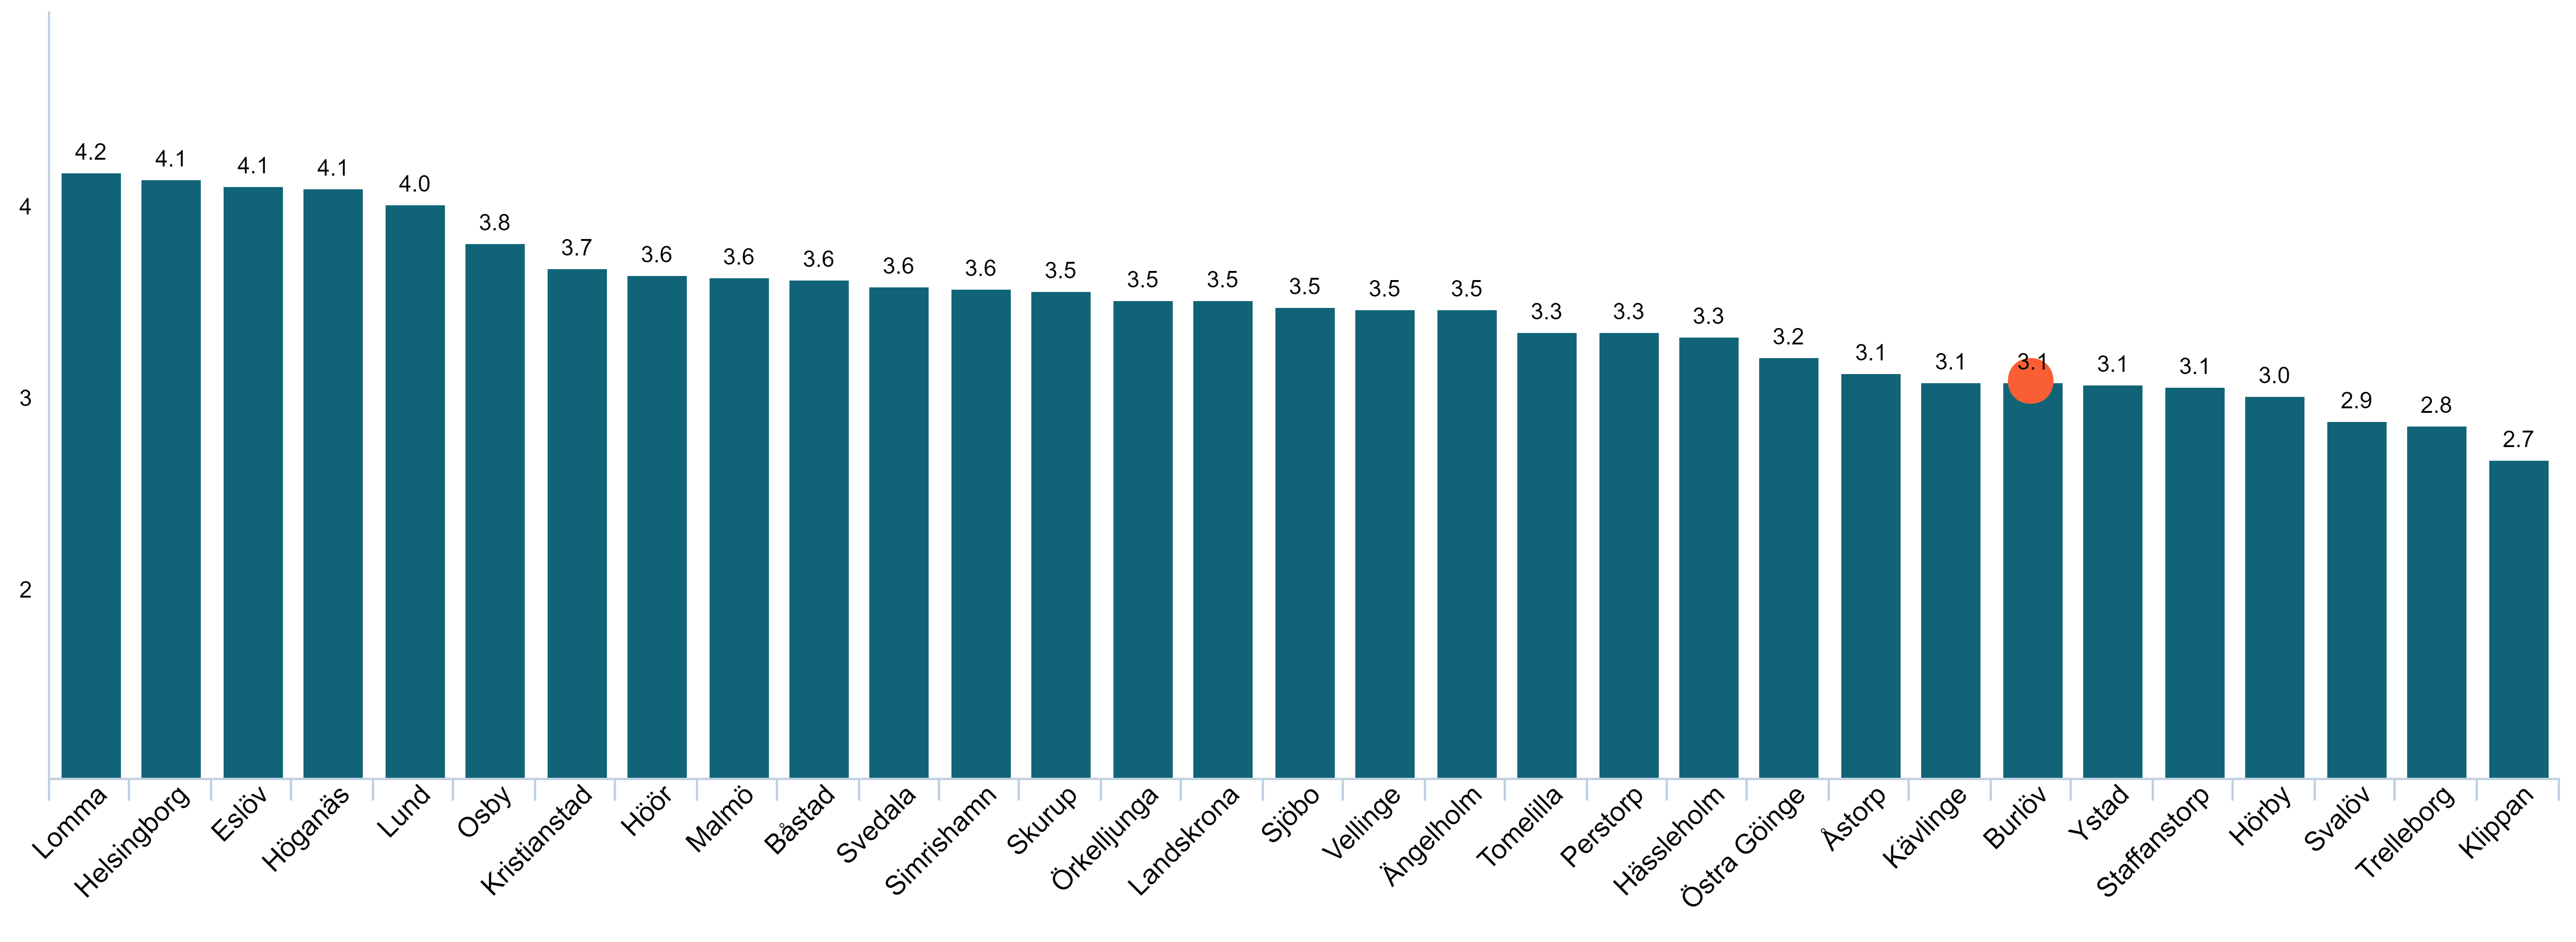 4.2 4.1 4.1 4.1 4.0 3.8 3.7 3.6 3.6 3.6 3.6 3.6 3.5 3.5 3.5 3.5 3.5 3.5 3.3 3.3 3.3 3.2 3.1 3.1 3.1 3.1 3.1 3.0 2.9 2.8 2.7
4
3
2
Lomma
Helsingborg
Eslöv
Höganäs
Lund
Osby
Kristianstad
Höör
Malmö
Båstad
Svedala
Simrishamn
Skurup
Örkelljunga
Landskrona
Sjöbo
Vellinge
Ängelholm
Tomelilla
Perstorp
Hässleholm
Östra Göinge
Åstorp
Kävlinge
Burlöv
Ystad
Staffanstorp
Hörby
Svalöv
Trelleborg
Klippan